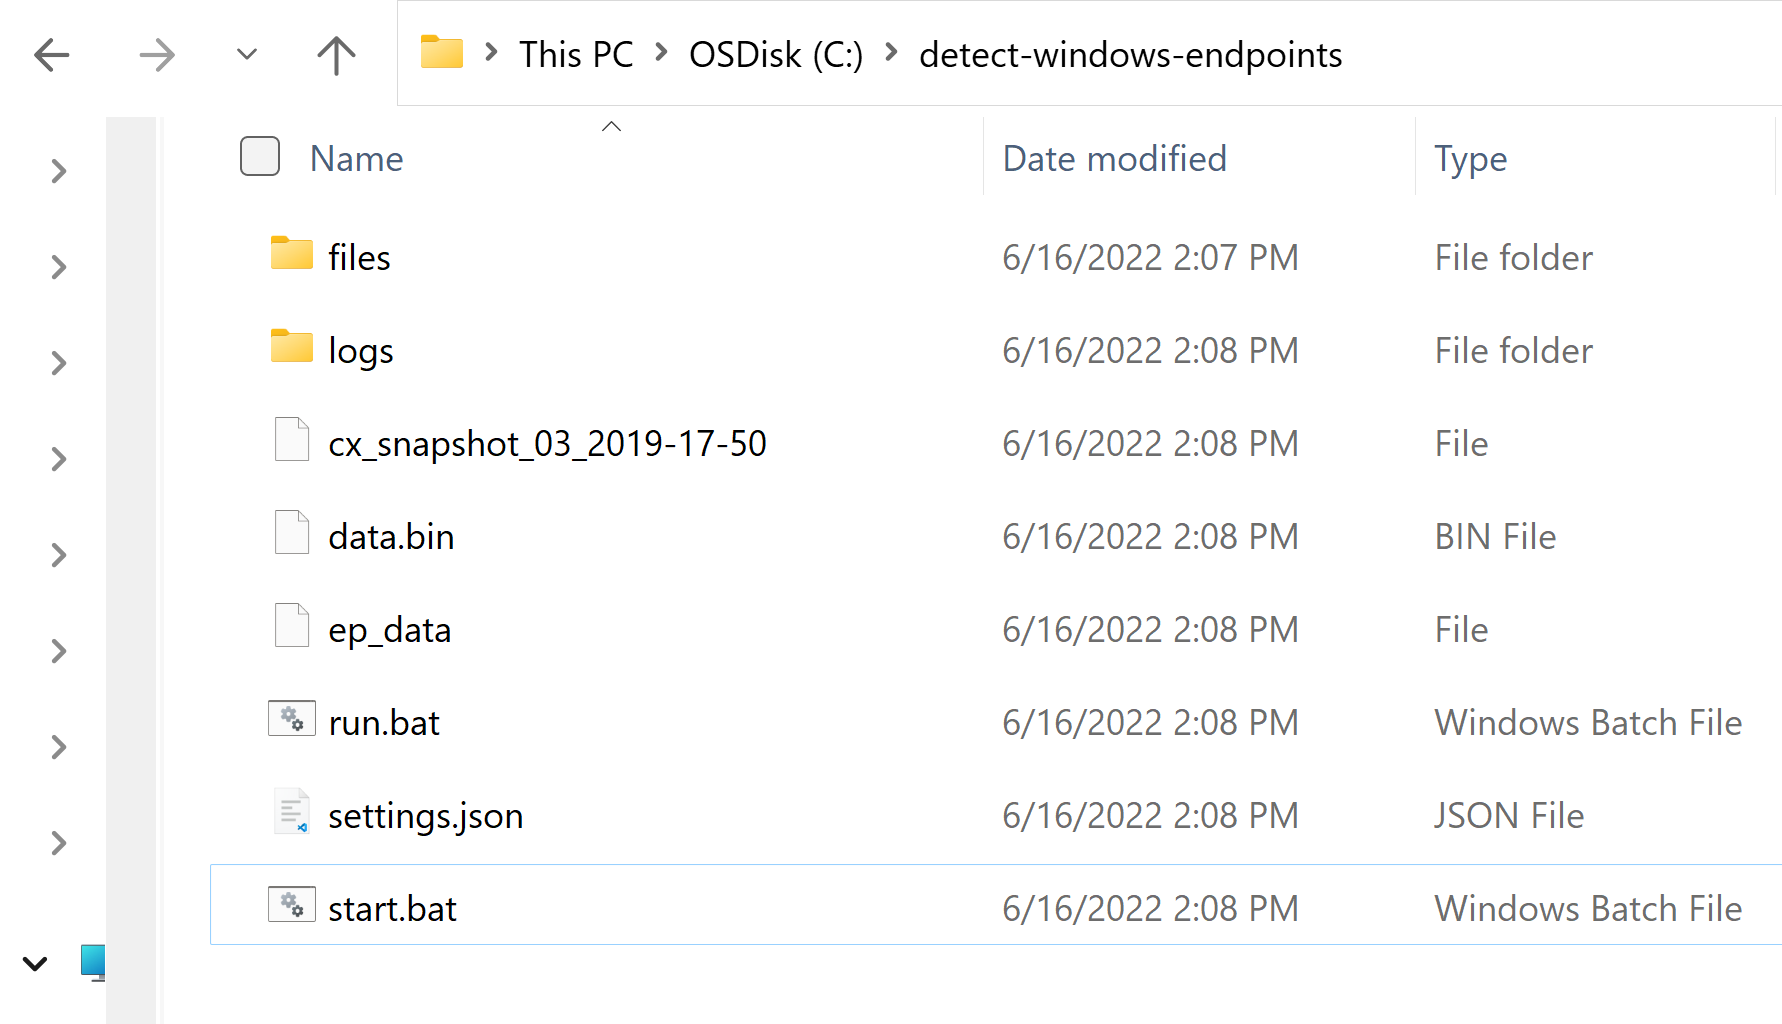 This PC > OSDisk (C:) > detect-windows-endpoints
Name Date modified Type
files 6/16/2022 2:07 PM File folder
logs 6/16/2022 2:08 PM File folder
cx_snapshot_03_2019-17-50 6/16/2022 2:08 PM File
data.bin 6/16/2022 2:08 PM BIN File
ep_data 6/16/2022 2:08 PM File
run.bat 6/16/2022 2:08 PM Windows Batch File
settings.json 6/16/2022 2:08 PM JSON File
start.bat 6/16/2022 2:08 PM Windows Batch File